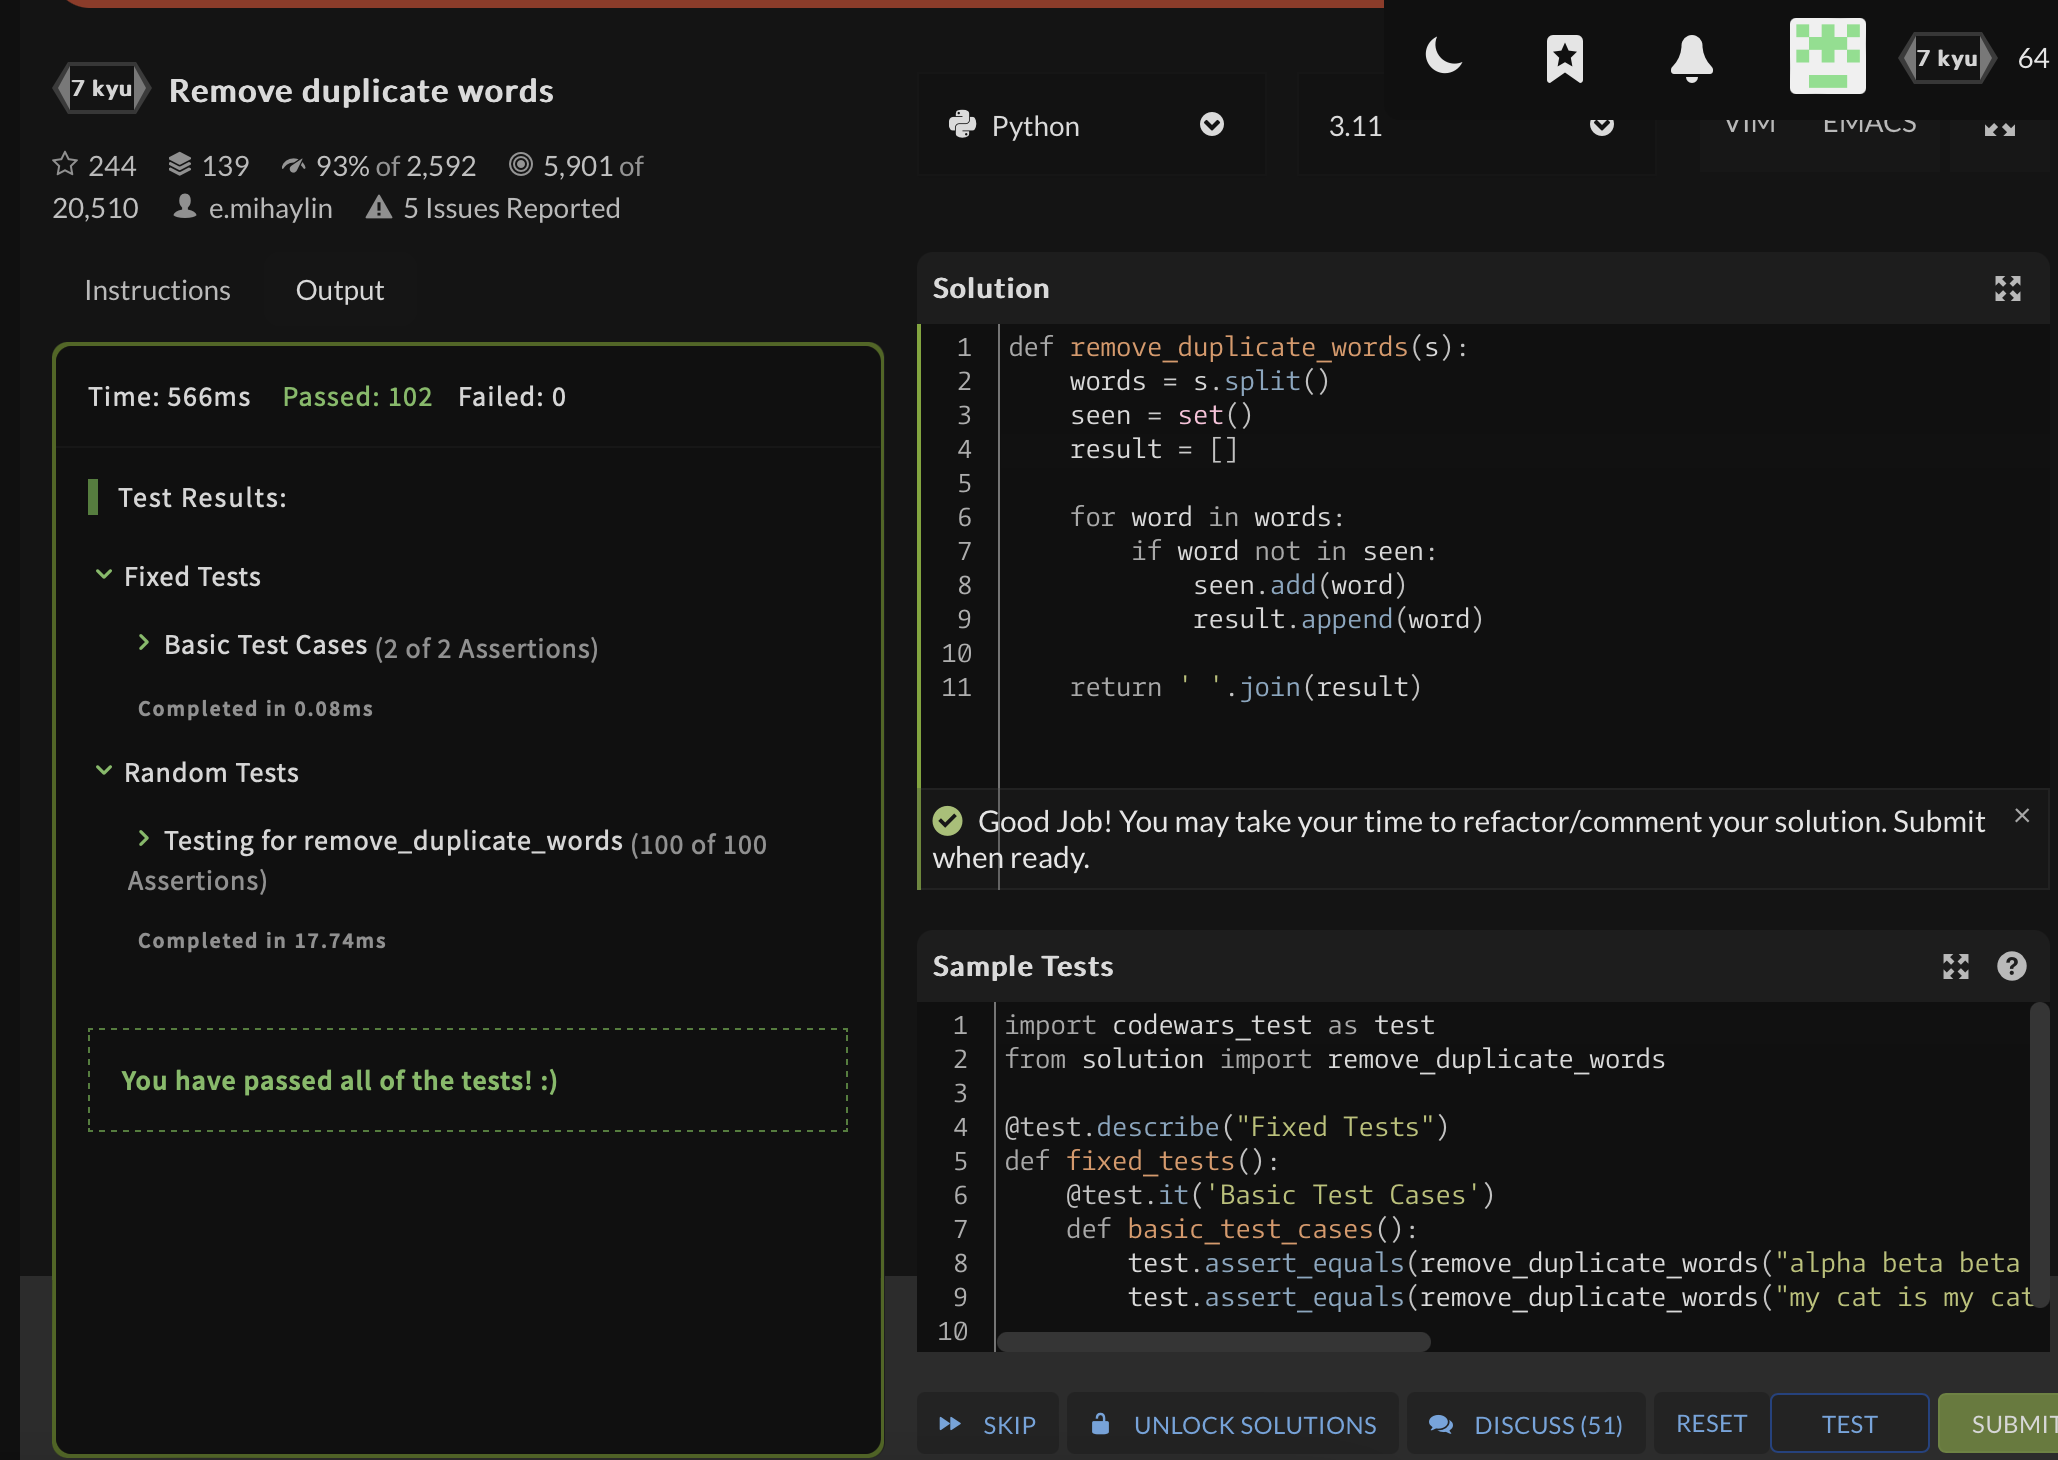 7 kyu Remove duplicate words
244 139 93% of 2,592 5,901 of
20,510 e.mihaylin 5 Issues Reported
Instructions Output
Time: 566ms Passed: 102 Failed: 0
Test Results:
Fixed Tests
Basic Test Cases (2 of 2 Assertions)
Completed in 0.08ms
Random Tests
Testing for remove_duplicate_words (100 of 100
Assertions)
Completed in 17.74ms
You have passed all of the tests! :)
7 kyu 64
Python 3.11 VIM EMACS
Solution
1 def remove_duplicate_words(s):
2     words = s.split()
3     seen = set()
4     result = []
5
6     for word in words:
7         if word not in seen:
8             seen.add(word)
9             result.append(word)
10
11     return ' '.join(result)
Good Job! You may take your time to refactor/comment your solution. Submit
when ready.
Sample Tests
1 import codewars_test as test
2 from solution import remove_duplicate_words
3
4 @test.describe("Fixed Tests")
5 def fixed_tests():
6     @test.it('Basic Test Cases')
7     def basic_test_cases():
8         test.assert_equals(remove_duplicate_words("alpha beta beta
9         test.assert_equals(remove_duplicate_words("my cat is my cat
10
SKIP UNLOCK SOLUTIONS DISCUSS (51) RESET TEST SUBMIT